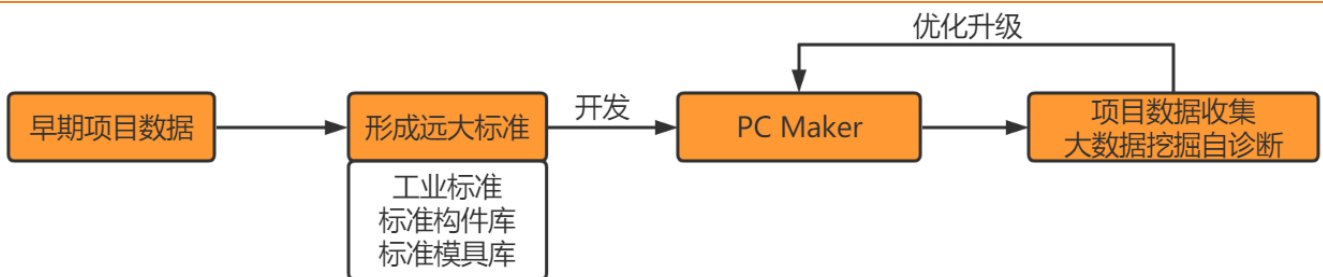 优化升级
早期项目数据
形成远大标准
开发
PC Maker
项目数据收集
大数据挖掘自诊断
工业标准
标准构件库
标准模具库